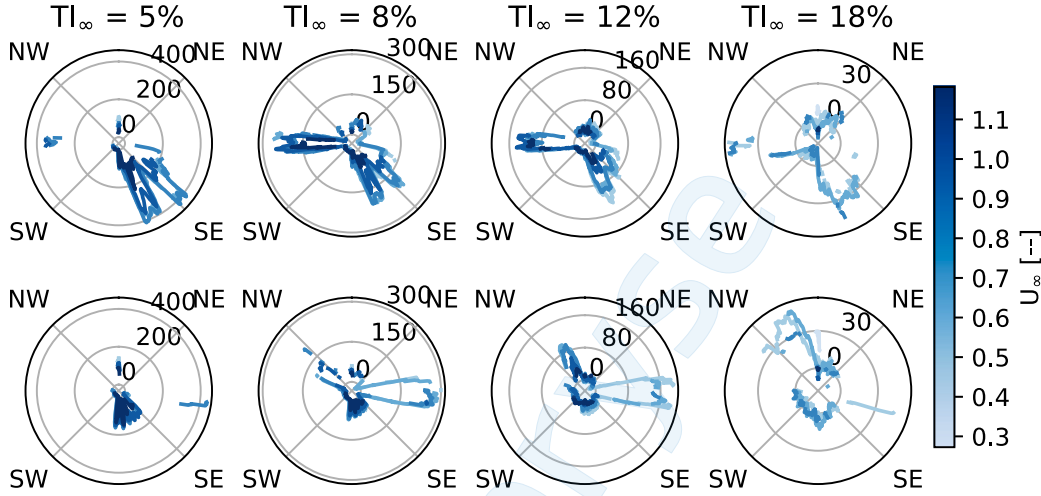 TI∞ = 5% TI∞ = 8% TI∞ = 12% TI∞ = 18%
NW 400 NE NW 300 NE NW 160 NE NW 30 NE
200 150 80
0 0 0 0
SW SE SW SE SW SE SW SE
NW 400 NE NW 300 NE NW 160 NE NW 30 NE
200 150 80
0 0 0 0
SW SE SW SE SW SE SW SE
1.1
1.0
0.9
0.8
0.7
0.6
0.5
0.4
0.3
U∞ [--]